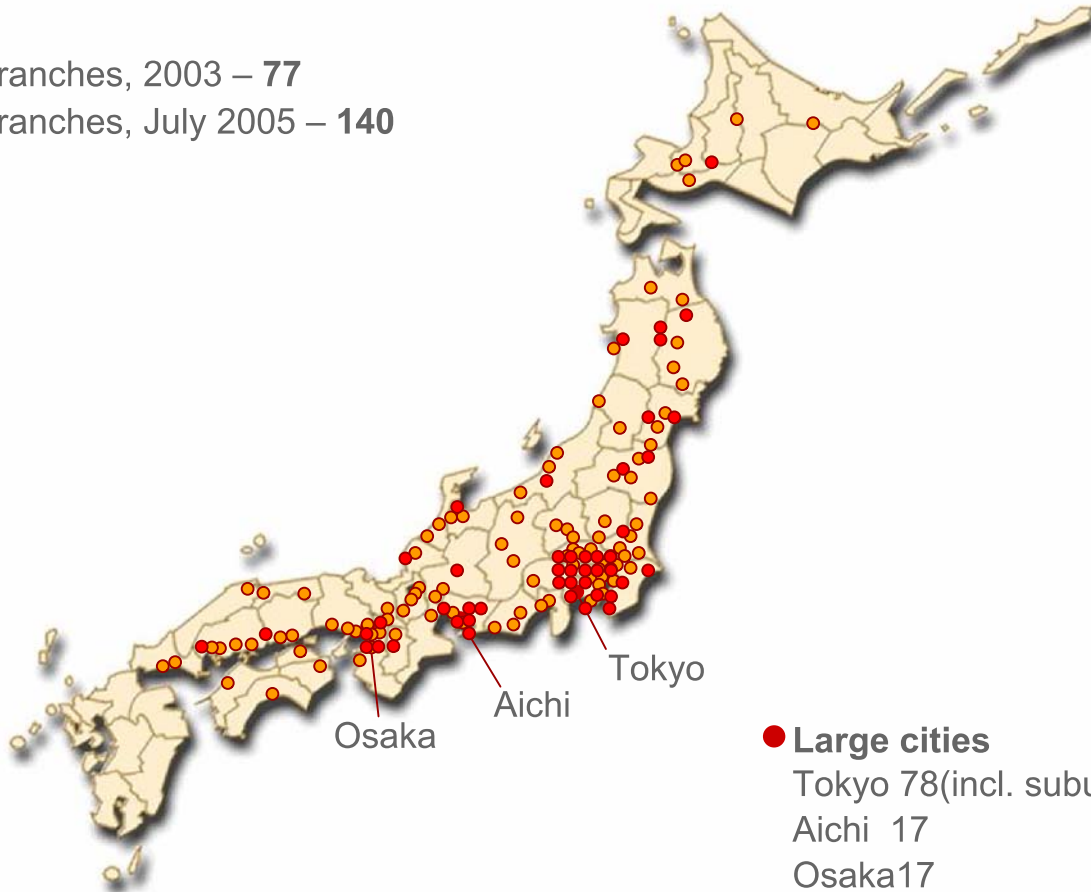 ranches, 2003 – 77
ranches, July 2005 – 140
Tokyo
Aichi
Osaka
Large cities
Tokyo 78(incl. subu
Aichi 17
Osaka17